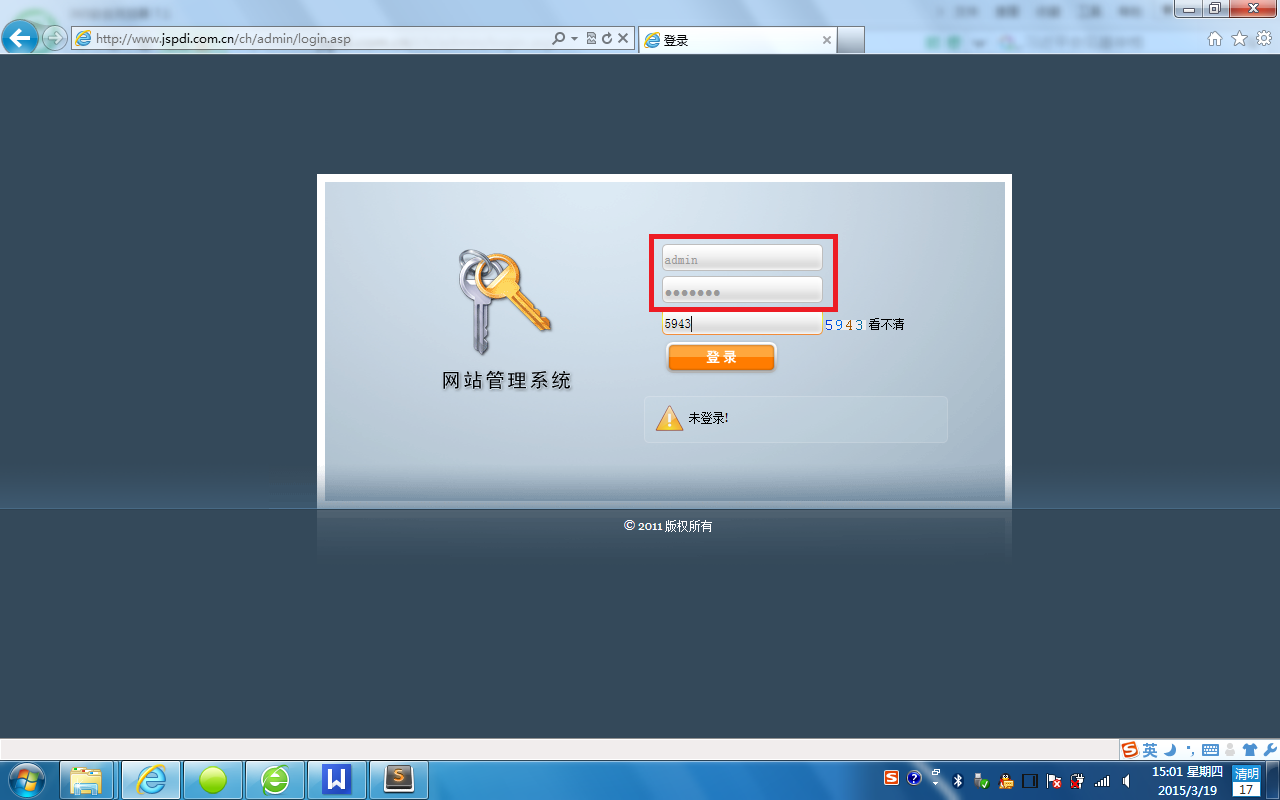 http://www.jspdi.com.cn/ch/admin/login.asp
登录
admin
5943
5943 看不清
登 录
网站管理系统
未登录!
© 2011 版权所有
英
15:01 星期四
2015/3/19
清明
17